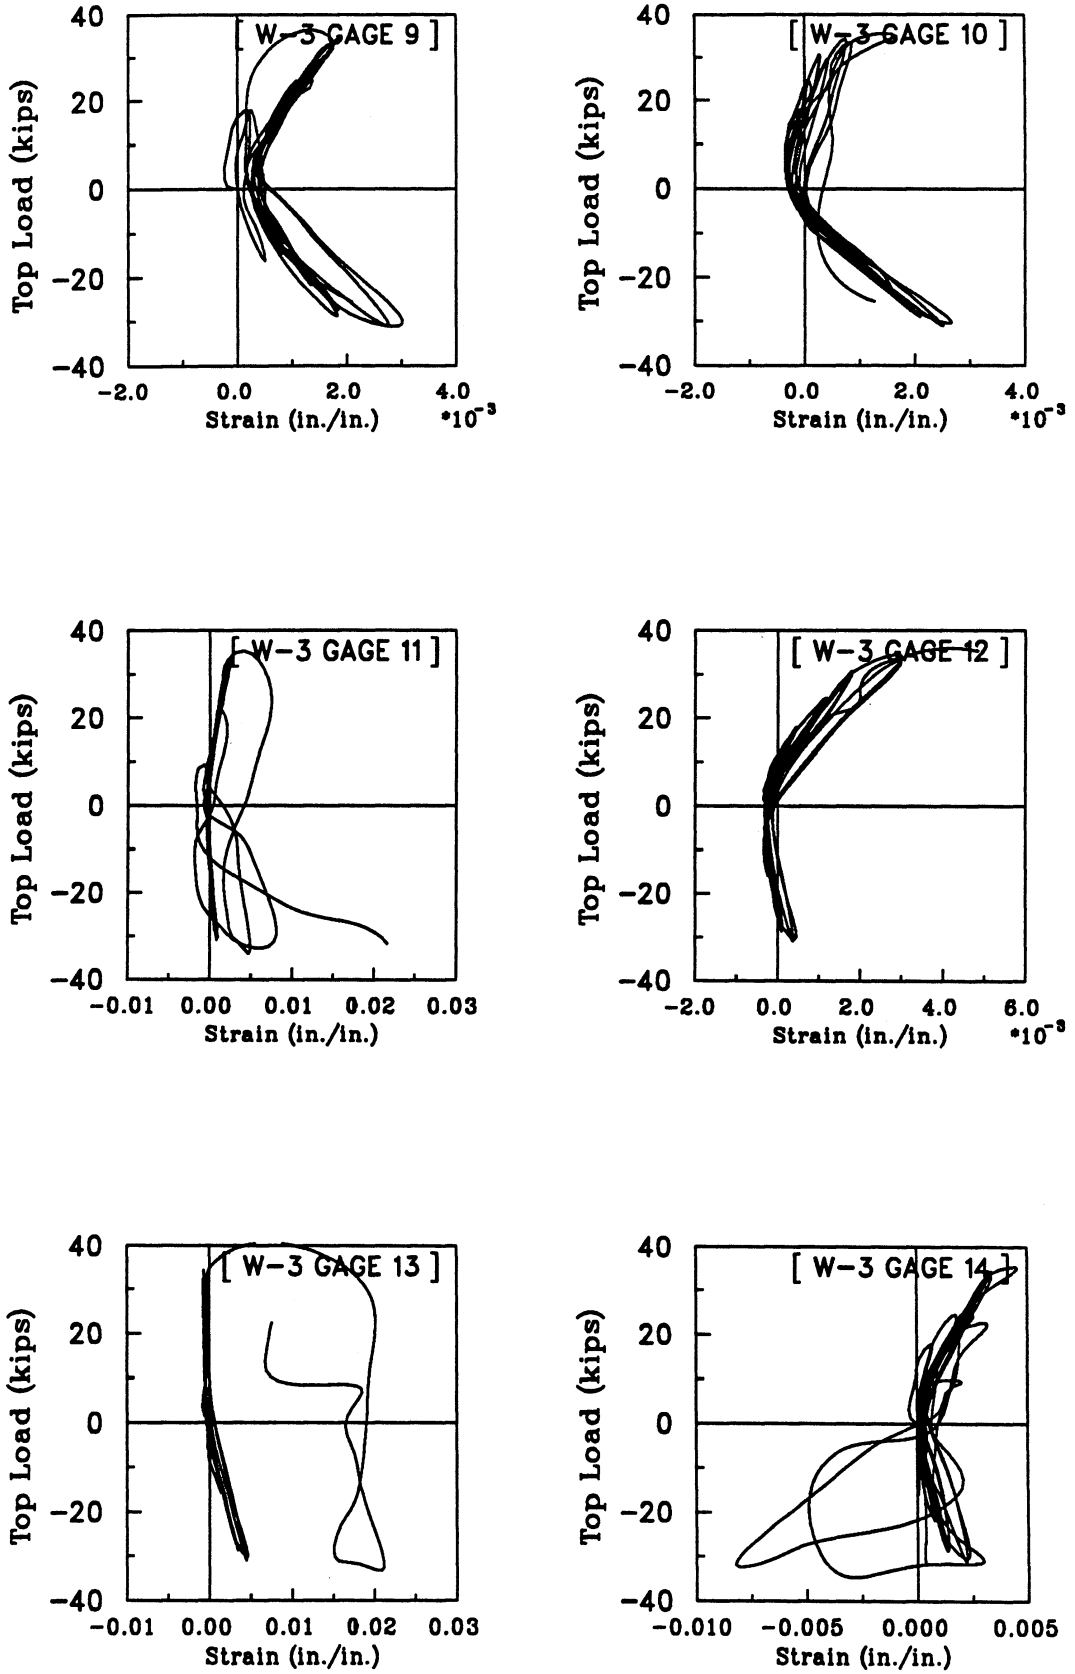 [ W-3 GAGE 9 ]
Top Load (kips)
40
20
0
-20
-40
-2.0 0.0 2.0 4.0
Strain (in./in.) *10⁻³
[ W-3 GAGE 10 ]
Top Load (kips)
40
20
0
-20
-40
-2.0 0.0 2.0 4.0
Strain (in./in.) *10⁻³
[ W-3 GAGE 11 ]
Top Load (kips)
40
20
0
-20
-40
-0.01 0.00 0.01 0.02 0.03
Strain (in./in.)
[ W-3 GAGE 12 ]
Top Load (kips)
40
20
0
-20
-40
-2.0 0.0 2.0 4.0 6.0
Strain (in./in.) *10⁻³
[ W-3 GAGE 13 ]
Top Load (kips)
40
20
0
-20
-40
-0.01 0.00 0.01 0.02 0.03
Strain (in./in.)
[ W-3 GAGE 14 ]
Top Load (kips)
40
20
0
-20
-40
-0.010 -0.005 0.000 0.005
Strain (in./in.)